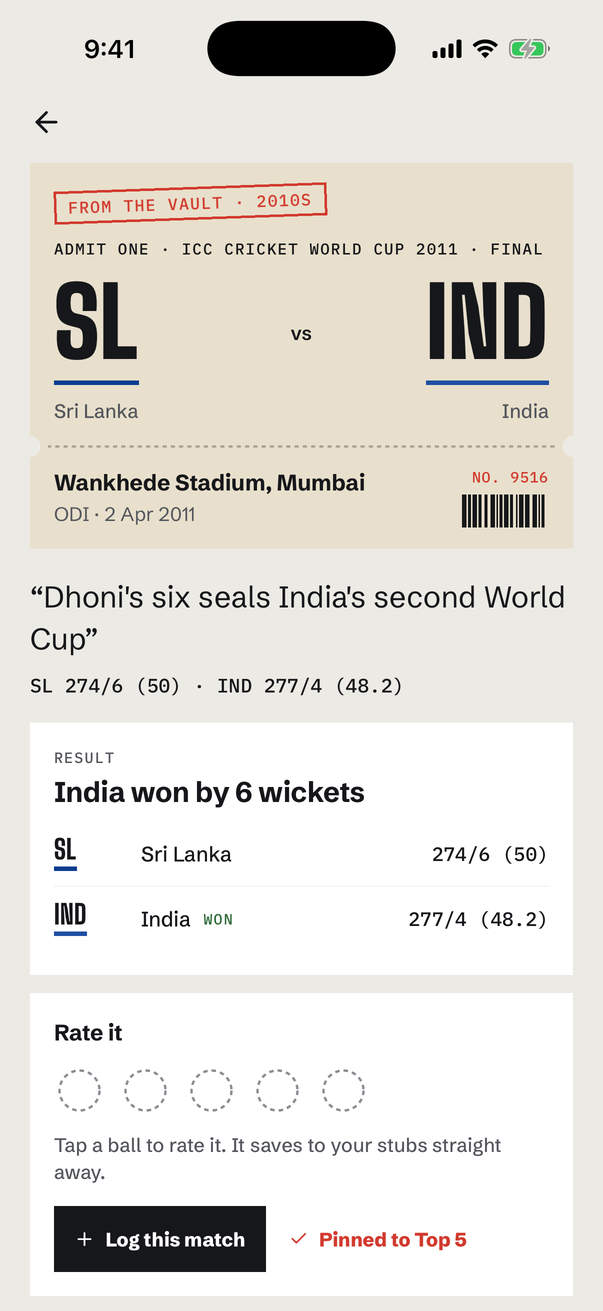 9:41
FROM THE VAULT · 2010S
ADMIT ONE · ICC CRICKET WORLD CUP 2011 · FINAL
SL vs IND
Sri Lanka India
Wankhede Stadium, Mumbai NO. 9516
ODI · 2 Apr 2011
“Dhoni's six seals India's second World
Cup”
SL 274/6 (50) · IND 277/4 (48.2)
RESULT
India won by 6 wickets
SL Sri Lanka 274/6 (50)
IND India WON 277/4 (48.2)
Rate it
Tap a ball to rate it. It saves to your stubs straight
away.
+ Log this match ✓ Pinned to Top 5